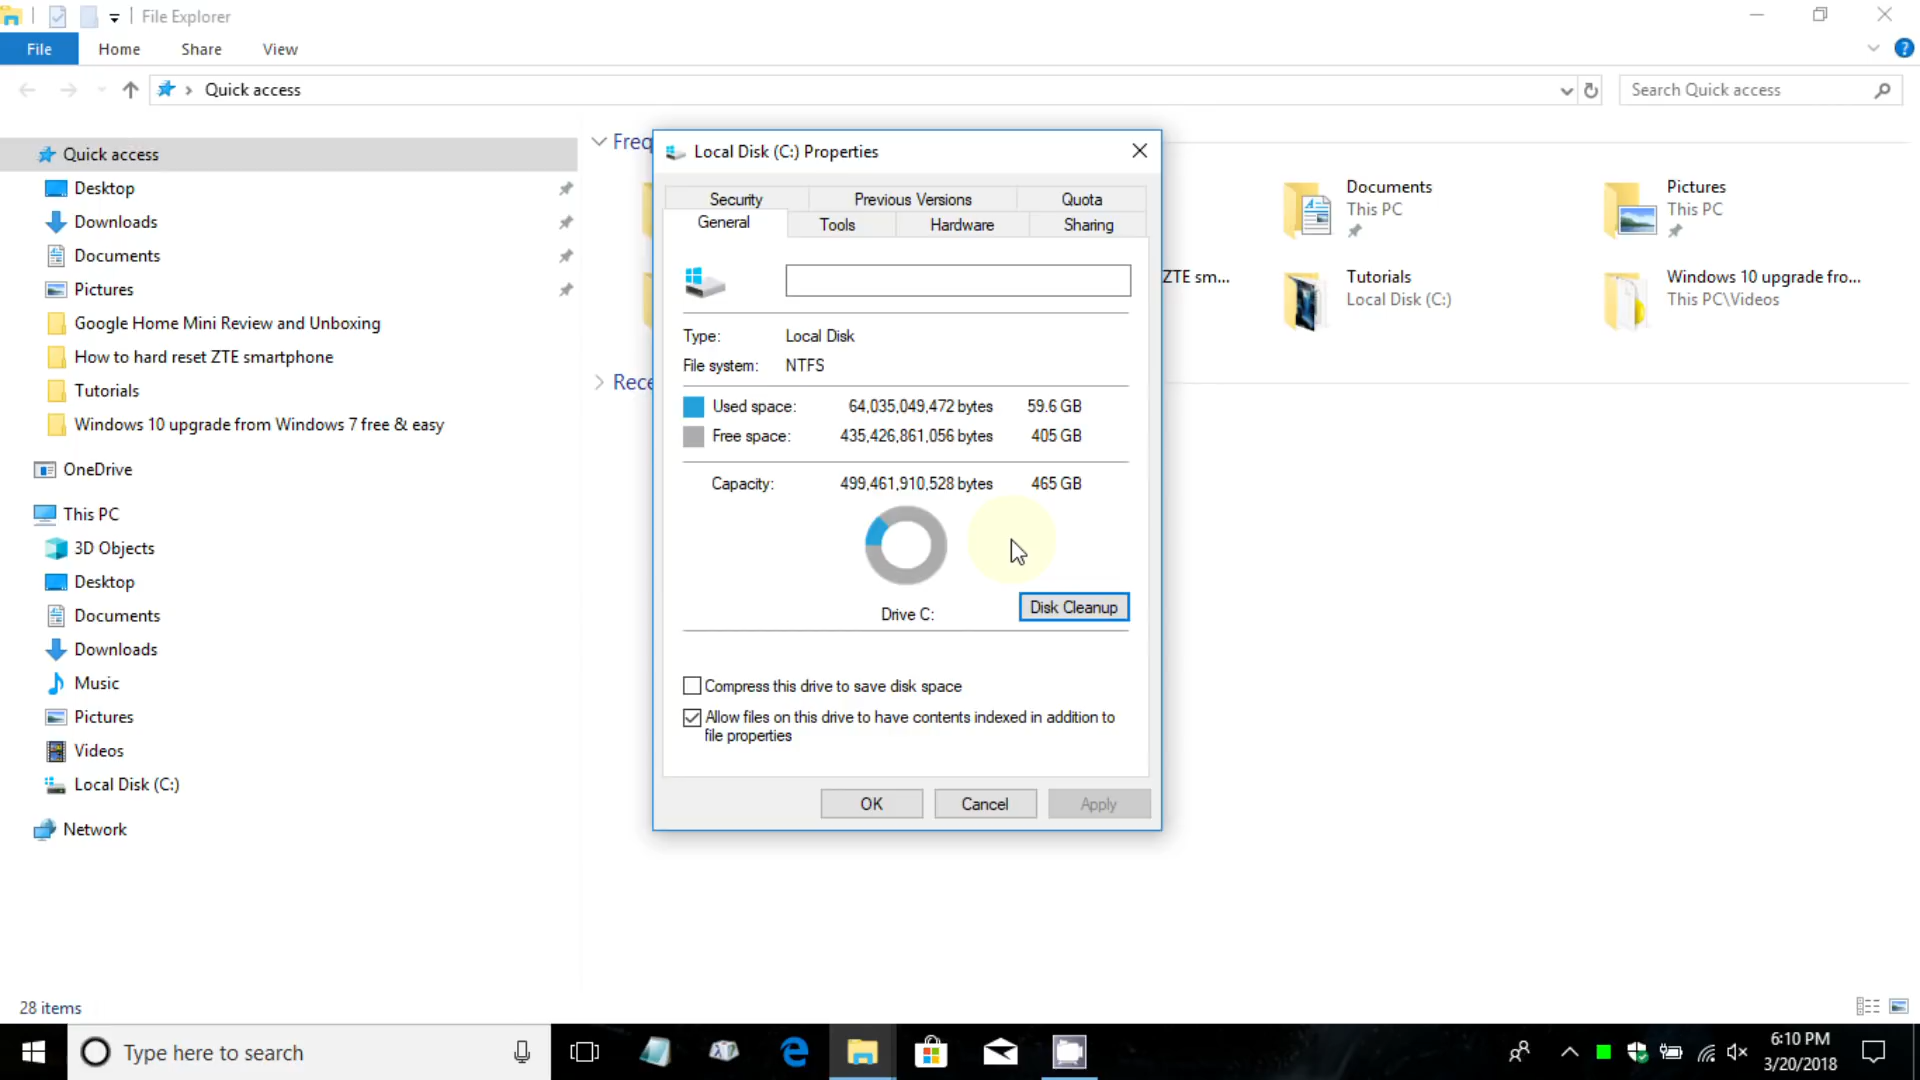 File Explorer
File Home Share View
Quick access
Search Quick access
Quick access
Desktop
Downloads
Documents
Pictures
Google Home Mini Review and Unboxing
How to hard reset ZTE smartphone
Tutorials
Windows 10 upgrade from Windows 7 free & easy
OneDrive
This PC
3D Objects
Desktop
Documents
Downloads
Music
Pictures
Videos
Local Disk (C:)
Network
Freq
Rece
Local Disk (C:) Properties
Security Previous Versions Quota
General Tools Hardware Sharing
Type: Local Disk
File system: NTFS
Used space: 64,035,049,472 bytes 59.6 GB
Free space: 435,426,861,056 bytes 405 GB
Capacity: 499,461,910,528 bytes 465 GB
Drive C:
Disk Cleanup
Compress this drive to save disk space
Allow files on this drive to have contents indexed in addition to
file properties
OK Cancel Apply
Documents
This PC
Pictures
This PC
ZTE sm...
Tutorials
Local Disk (C:)
Windows 10 upgrade fro...
This PC\Videos
28 items
Type here to search
6:10 PM
3/20/2018